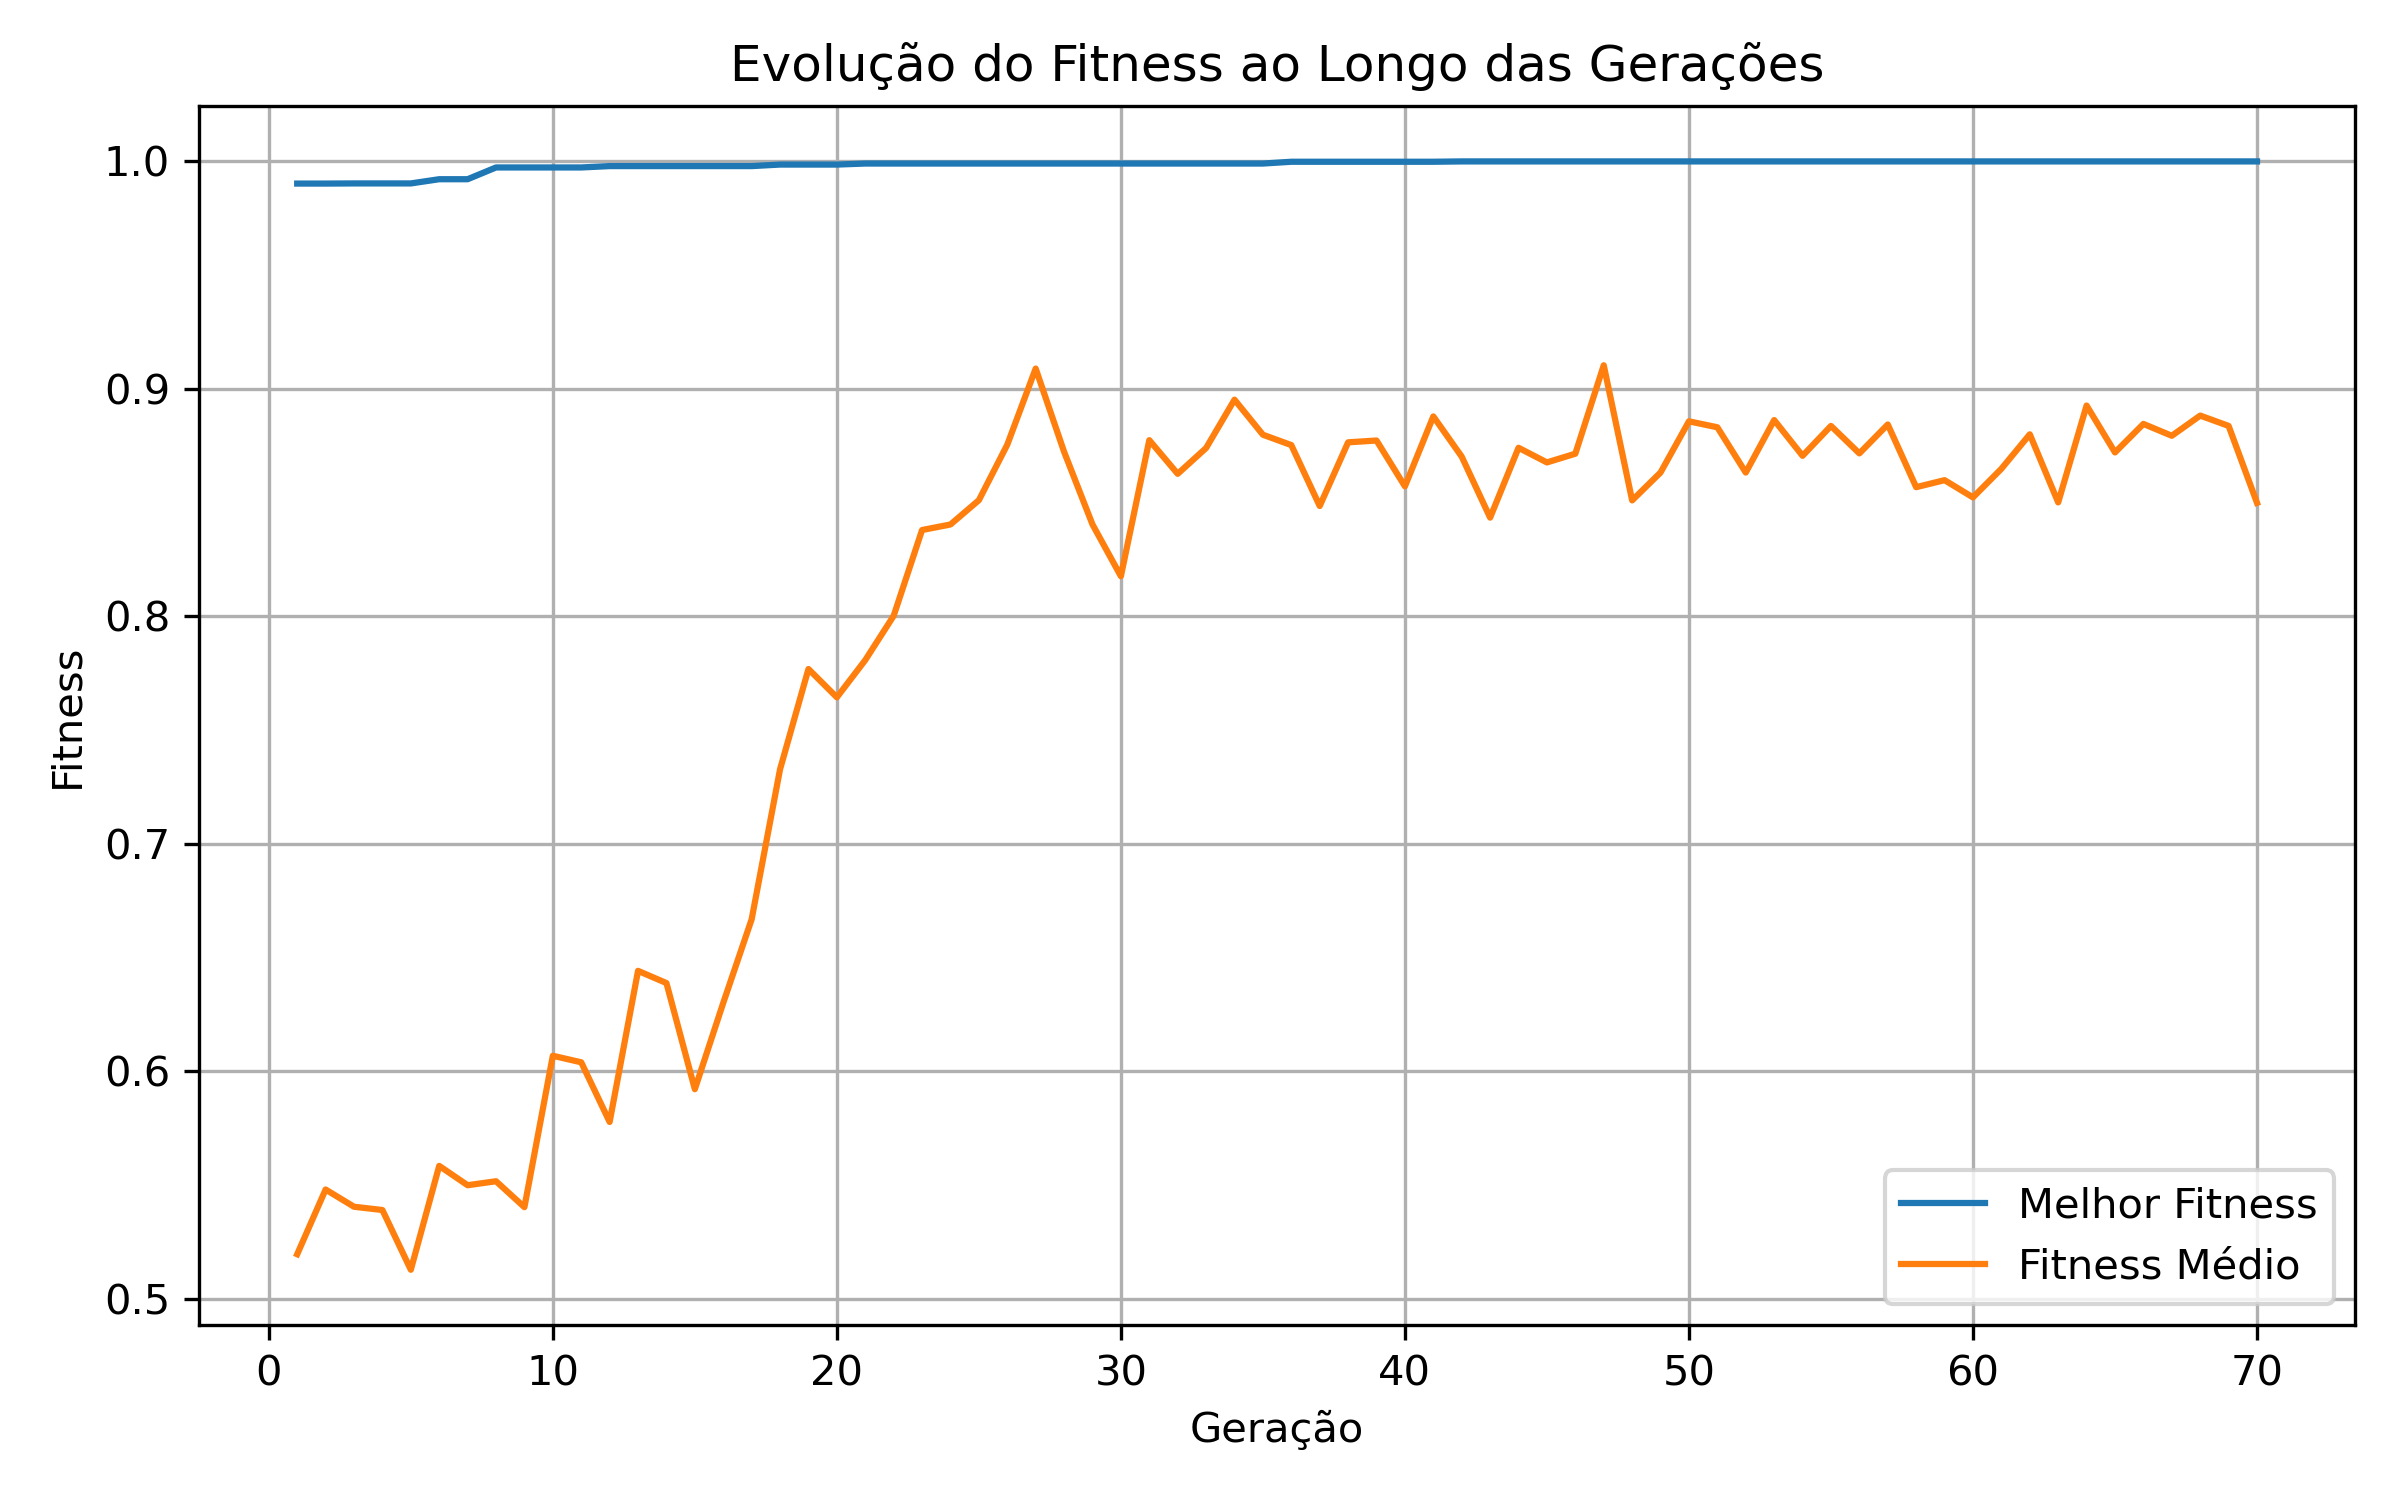 Evolução do Fitness ao Longo das Gerações
1.0
0.9
0.8
0.7
0.6
0.5
Fitness
0 10 20 30 40 50 60 70
Geração
Melhor Fitness
Fitness Médio